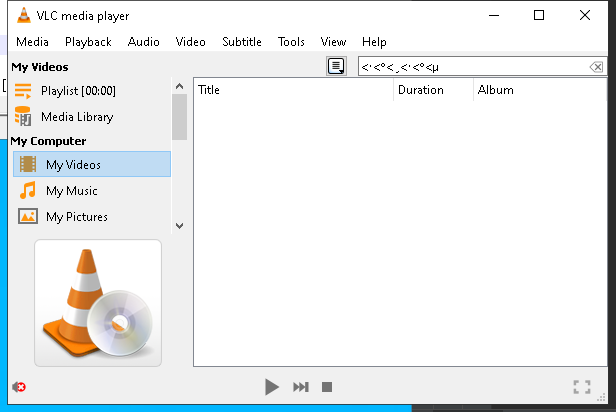 VLC media player
Media Playback Audio Video Subtitle Tools View Help
My Videos
<·<°<¸<·<°<µ
Playlist [00:00]
Media Library
My Computer
My Videos
My Music
My Pictures
Title Duration Album